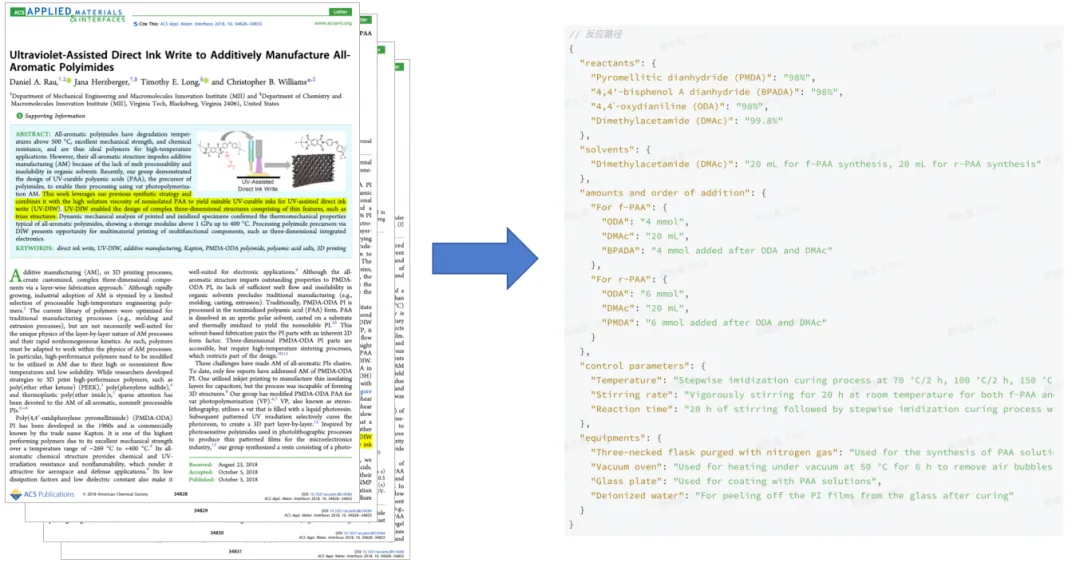 ACS APPLIED MATERIALS
& INTERFACES
Letter
Cite This: ACS Appl. Mater. Interfaces 2018, 10, 34828−34833
www.acsami.org
Ultraviolet-Assisted Direct Ink Write to Additively Manufacture All-
Aromatic Polyimides
Daniel A. Rau, Jana Herzberger, Timothy E. Long, and Christopher B. Williams
Department of Mechanical Engineering and Macromolecules Innovation Institute (MII) and Department of Chemistry and
Macromolecules Innovation Institute (MII), Virginia Tech, Blacksburg, Virginia 24061, United States
Supporting Information
ABSTRACT: All-aromatic polyimides have degradation temper-
atures above 500 °C, excellent mechanical strength, and chemical
resistance, and are thus ideal polymers for high-temperature
applications. However, their all-aromatic structure impedes additive
manufacturing (AM) because of the lack of melt processability and
insolubility in organic solvents. Recently, our group demonstrated
the design of UV-curable polyamic acids (PAA), the precursor of
polyimides, to enable their processing using vat photopolymeriza-
tion AM. This work leverages our previous synthetic strategy and
combines it with the high solution viscosity of nonisolated PAA to yield suitable UV-curable inks for UV-assisted direct ink
write (UV-DIW). UV-DIW enabled the design of complex three-dimensional structures comprising of thin features, such as
truss structures. Dynamic mechanical analysis of printed and imidized specimens confirmed the thermomechanical properties
typical of all-aromatic polyimides, showing a storage modulus above 1 GPa up to 400 °C. Processing polyimide precursors via
DIW presents opportunity for multimaterial printing of multifunctional components, such as three-dimensional integrated
electronics.
KEYWORDS: direct ink write, UV-DIW, additive manufacturing, Kapton, PMDA-ODA polyimide, polyamic acid salts, 3D printing
UV-Assisted
Direct Ink Write
Additive manufacturing (AM), or 3D printing processes,
create customized, complex three-dimensional compo-
nents via a layer-wise fabrication approach. Although rapidly
growing, industrial adoption of AM is stymied by a limited
selection of processable high-temperature engineering poly-
mers. The current library of polymers were optimized for
traditional manufacturing processes (e.g., molding and
extrusion processes), but are not necessarily well-suited for
the unique physics of the layer-by-layer nature of AM processes
and their rapid nonhomogeneous kinetics. As such, polymers
must be adapted to work within the physics of AM processes.
In particular, high-performance polymers need to be modified
to be utilized in AM due to their high or nonexistent flow
temperatures and low solubility. While researchers developed
strategies to 3D print high-performance polymers, such as
poly(ether ether ketone) (PEEK), poly(phenylene sulfide),
and thermoplastic poly(ether imide)s, sparse attention has
been devoted to the AM of all-aromatic, nonmelt processable
PIs.
Poly(4,4′-oxidiphenylene pyromellitimide) (PMDA-ODA)
PI has been developed in the 1960s and is commercially
known by the trade name Kapton. It is one of the highest
performing polymers due to its excellent mechanical strength
over a temperature range of −269 °C to +400 °C. Its all-
aromatic chemical structure provides chemical and UV-
irradiation resistance and nonflammability, which render it
attractive for aerospace and defense applications. Its low
dissipation factors and low dielectric constant also make it
well-suited for electronic applications. Although the all-
aromatic structure imparts outstanding properties to PMDA-
ODA PI, its lack of sufficient melt flow and insolubility in
organic solvents precludes traditional manufacturing (e.g.,
molding, casting, extrusion). Traditionally, PMDA-ODA PI is
processed in the nonimidized polyamic acid (PAA) form. PAA
is dissolved in an aprotic polar solvent, casted on a substrate
and thermally imidized to yield the nonsoluble PI. This
solvent-based fabrication pairs the PI parts with an inherent 2D
form factor. Three-dimensional PMDA-ODA PI parts are
accessible, but require high-temperature sintering processes,
which restricts part of the design.
These challenges have made AM of all-aromatic PIs elusive.
To date, only few reports have addressed AM of PMDA-ODA
PI. One utilized inkjet printing to manufacture thin insulating
layers for capacitors, but the process was incapable of forming
3D structures. Our group has modified PMDA-ODA PAA for
vat photopolymerization (VP). VP, also known as stereo-
lithography, utilizes a vat that is filled with a liquid photoresin.
Subsequent patterned UV irradiation selectively cures the
photoresin, to create a 3D part layer-by-layer. Inspired by
photosensitive polyimides used in photolithographic processes
to produce thin patterned films for the microelectronics
industry, our group synthesized a resin consisting of a photo-
Received: August 23, 2018
Accepted: October 5, 2018
Published: October 5, 2018
ACS Publications
© 2018 American Chemical Society
34828
34829
34830
34831
// 反应路径
{
"reactants": {
"Pyromellitic dianhydride (PMDA)": "98%",
"4,4′-bisphenol A dianhydride (BPADA)": "98%",
"4,4′-oxydianiline (ODA)": "98%",
"Dimethylacetamide (DMAc)": "99.8%"
},
"solvents": {
"Dimethylacetamide (DMAc)": "20 mL for f-PAA synthesis, 20 mL for r-PAA synthesis"
},
"amounts and order of addition": {
"For f-PAA": {
"ODA": "4 mmol",
"DMAc": "20 mL",
"BPADA": "4 mmol added after ODA and DMAc"
},
"For r-PAA": {
"ODA": "6 mmol",
"DMAc": "20 mL",
"PMDA": "6 mmol added after ODA and DMAc"
}
},
"control parameters": {
"Temperature": "Stepwise imidization curing process at 70 °C/2 h, 100 °C/2 h, 150 °C
"Stirring rate": "Vigorously stirring for 20 h at room temperature for both f-PAA an
"Reaction time": "20 h of stirring followed by stepwise imidization curing process w
},
"equipments": {
"Three-necked flask purged with nitrogen gas": "Used for the synthesis of PAA soluti
"Vacuum oven": "Used for heating under vacuum at 50 °C for 6 h to remove air bubbles
"Glass plate": "Used for coating with PAA solutions",
"Deionized water": "For peeling off the PI films from the glass after curing"
}
}